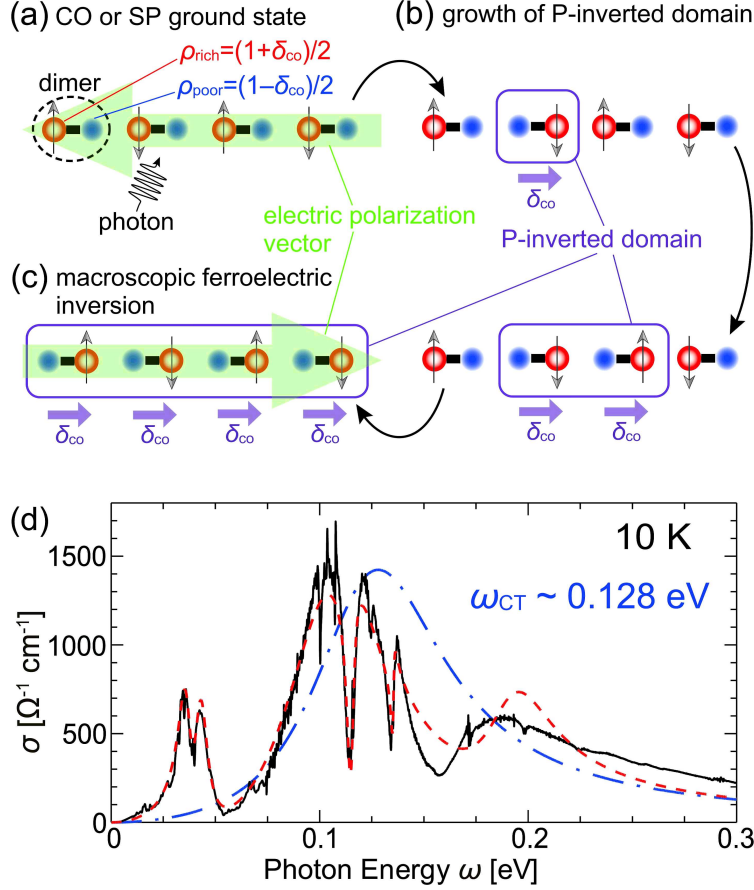 (a) CO or SP ground state
ρrich=(1+δco)/2
dimer
ρpoor=(1−δco)/2
photon
electric polarization
vector
(b) growth of P-inverted domain
δco
P-inverted domain
(c) macroscopic ferroelectric
inversion
δco δco δco δco
δco δco
(d)
10 K
ωCT ~ 0.128 eV
1500
1000
500
0
σ [Ω⁻¹ cm⁻¹]
0 0.1 0.2 0.3
Photon Energy ω [eV]